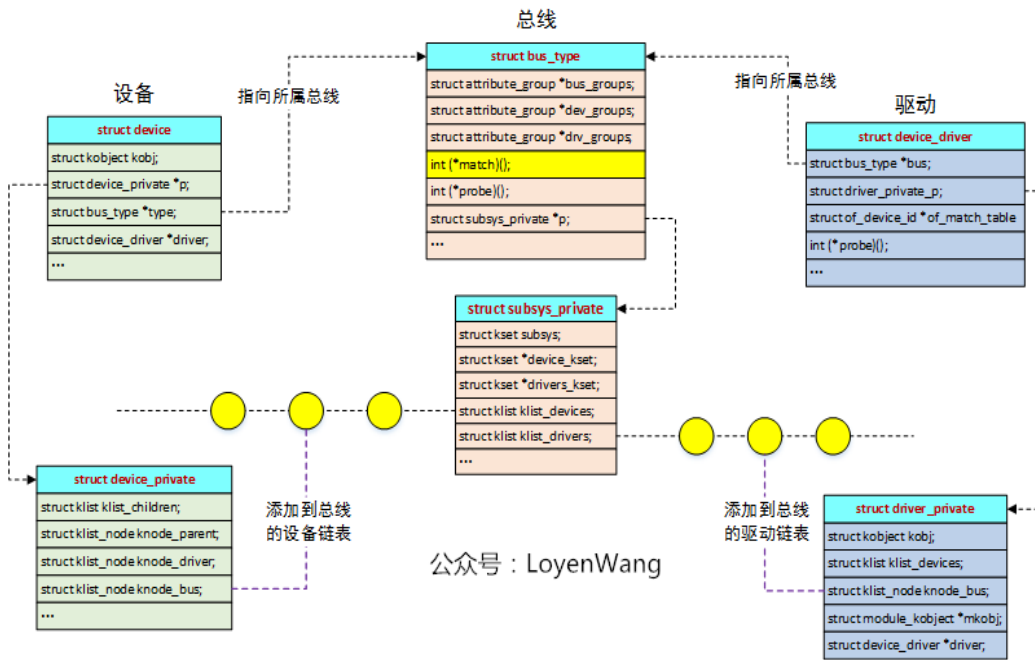 总线
struct bus_type
struct attribute_group *bus_groups;
struct attribute_group *dev_groups;
struct attribute_group *drv_groups;
int (*match)();
int (*probe)();
struct subsys_private *p;
...
设备
struct device
struct kobject kobj;
struct device_private *p;
struct bus_type *type;
struct device_driver *driver;
...
指向所属总线
指向所属总线
驱动
struct device_driver
struct bus_type *bus;
struct driver_private_p;
struct of_device_id *of_match_table
int (*probe)();
...
struct subsys_private
struct kset subsys;
struct kset *device_kset;
struct kset *drivers_kset;
struct klist klist_devices;
struct klist klist_drivers;
...
struct device_private
struct klist klist_children;
struct klist_node knode_parent;
struct klist_node knode_driver;
struct klist_node knode_bus;
...
添加到总线
的设备链表
添加到总线
的驱动链表
公众号：LoyenWang
struct driver_private
struct kobject kobj;
struct klist klist_devices;
struct klist_node knode_bus;
struct module_kobject *mkobj;
struct device_driver *driver;